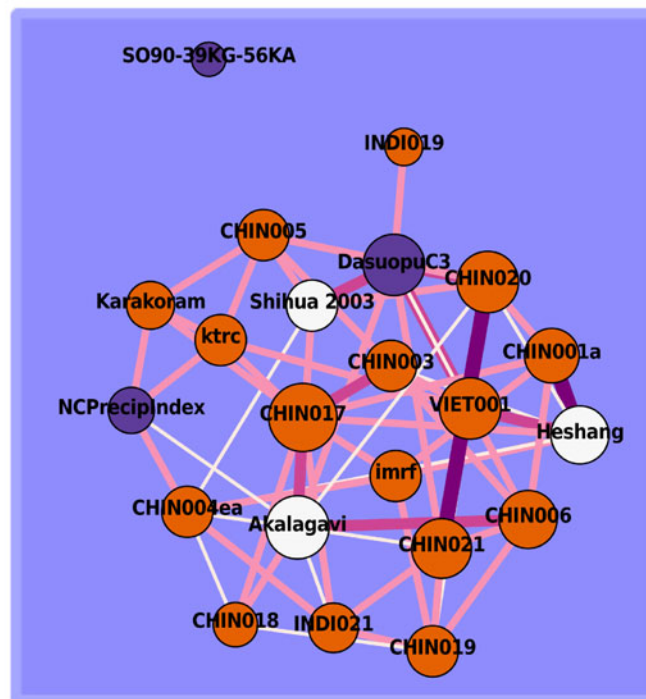 SO90-39KG-56KA
INDI019
CHIN005
DasuopuC3
CHIN020
Karakoram
Shihua 2003
ktrc
CHIN003
CHIN001a
NCPrecipIndex
CHIN017
VIET001
Heshang
imrf
CHIN004ea
Akalagavi
CHIN006
CHIN021
CHIN018
INDI021
CHIN019